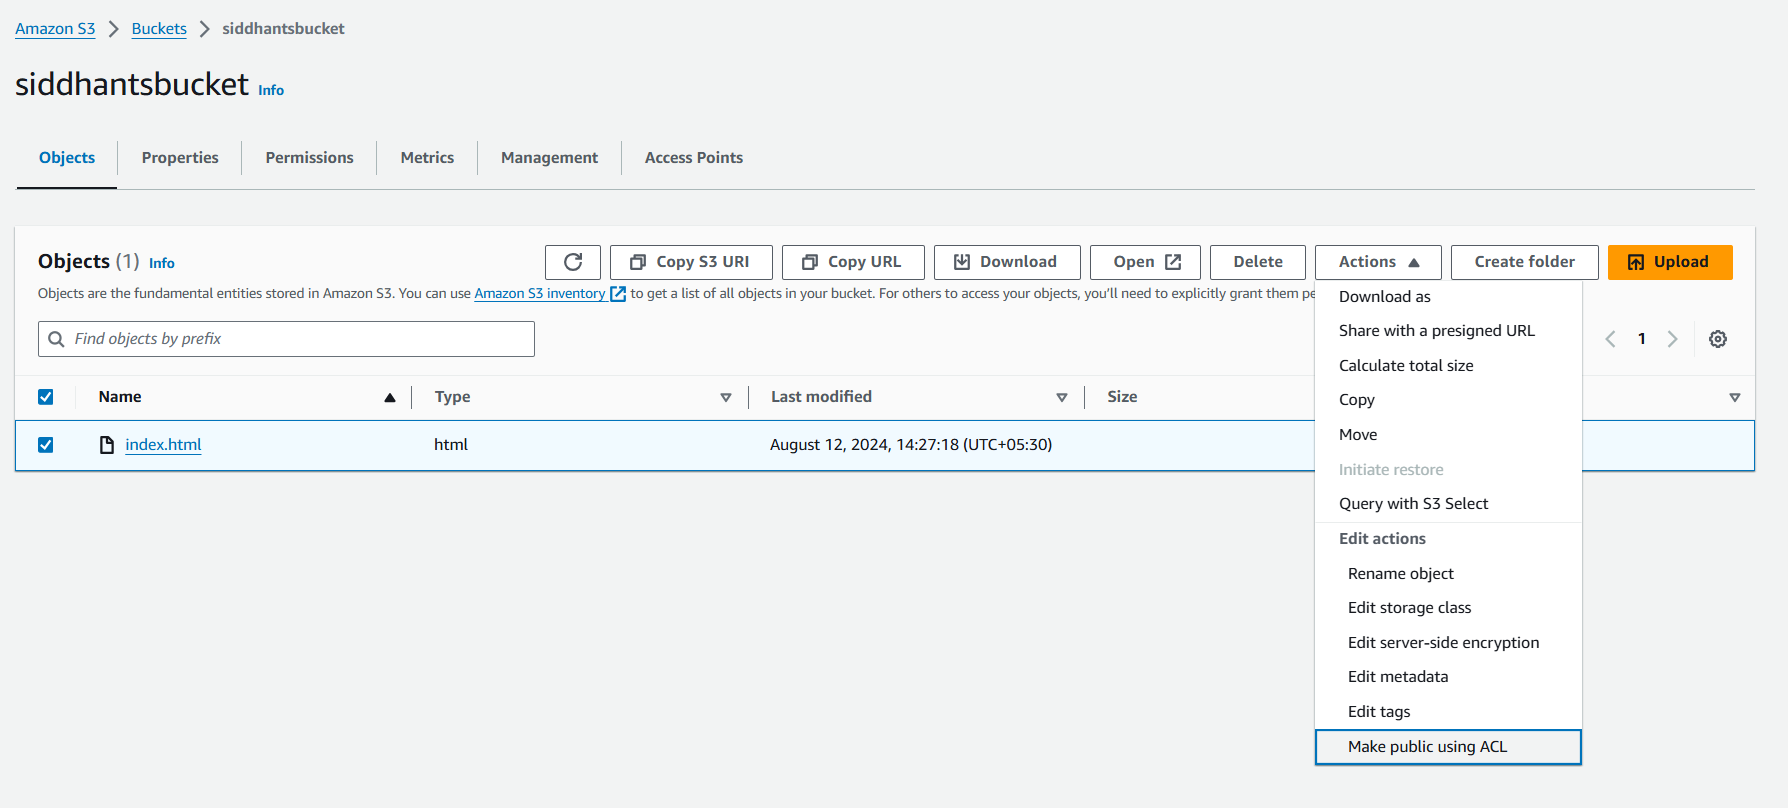 Amazon S3 > Buckets > siddhantsbucket
siddhantsbucket Info
Objects Properties Permissions Metrics Management Access Points
Objects (1) Info Copy S3 URI Copy URL Download Open Delete Actions Create folder Upload
Objects are the fundamental entities stored in Amazon S3. You can use Amazon S3 inventory to get a list of all objects in your bucket. For others to access your objects, you'll need to explicitly grant them
Find objects by prefix 1
Name Type Last modified Size
index.html html August 12, 2024, 14:27:18 (UTC+05:30)
Download as
Share with a presigned URL
Calculate total size
Copy
Move
Initiate restore
Query with S3 Select
Edit actions
Rename object
Edit storage class
Edit server-side encryption
Edit metadata
Edit tags
Make public using ACL